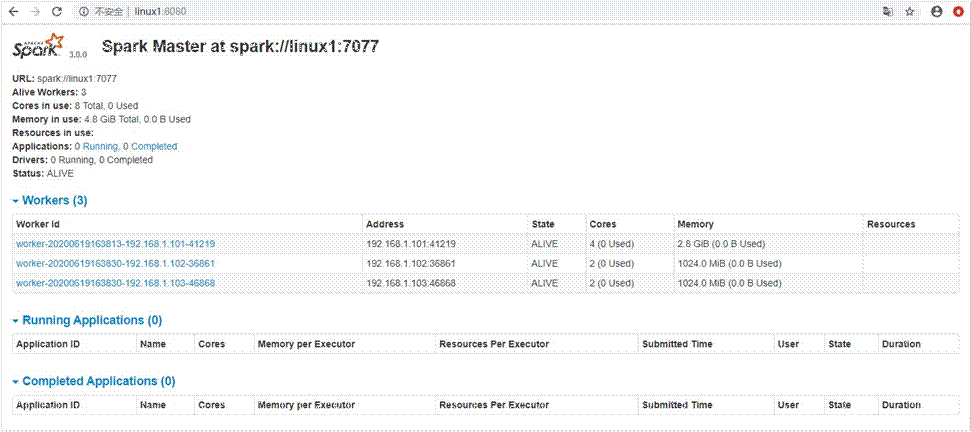 不安全 linux1:8080
APACHE Spark 3.0.0 Spark Master at spark://linux1:7077
URL: spark://linux1:7077
Alive Workers: 3
Cores in use: 8 Total, 0 Used
Memory in use: 4.8 GiB Total, 0.0 B Used
Resources in use:
Applications: 0 Running, 0 Completed
Drivers: 0 Running, 0 Completed
Status: ALIVE
Workers (3)
Worker Id Address State Cores Memory Resources
worker-20200619163813-192.168.1.101-41219 192.168.1.101:41219 ALIVE 4 (0 Used) 2.8 GiB (0.0 B Used)
worker-20200619163830-192.168.1.102-36861 192.168.1.102:36861 ALIVE 2 (0 Used) 1024.0 MiB (0.0 B Used)
worker-20200619163830-192.168.1.103-46868 192.168.1.103:46868 ALIVE 2 (0 Used) 1024.0 MiB (0.0 B Used)
Running Applications (0)
Application ID Name Cores Memory per Executor Resources Per Executor Submitted Time User State Duration
Completed Applications (0)
Application ID Name Cores Memory per Executor Resources Per Executor Submitted Time User State Duration